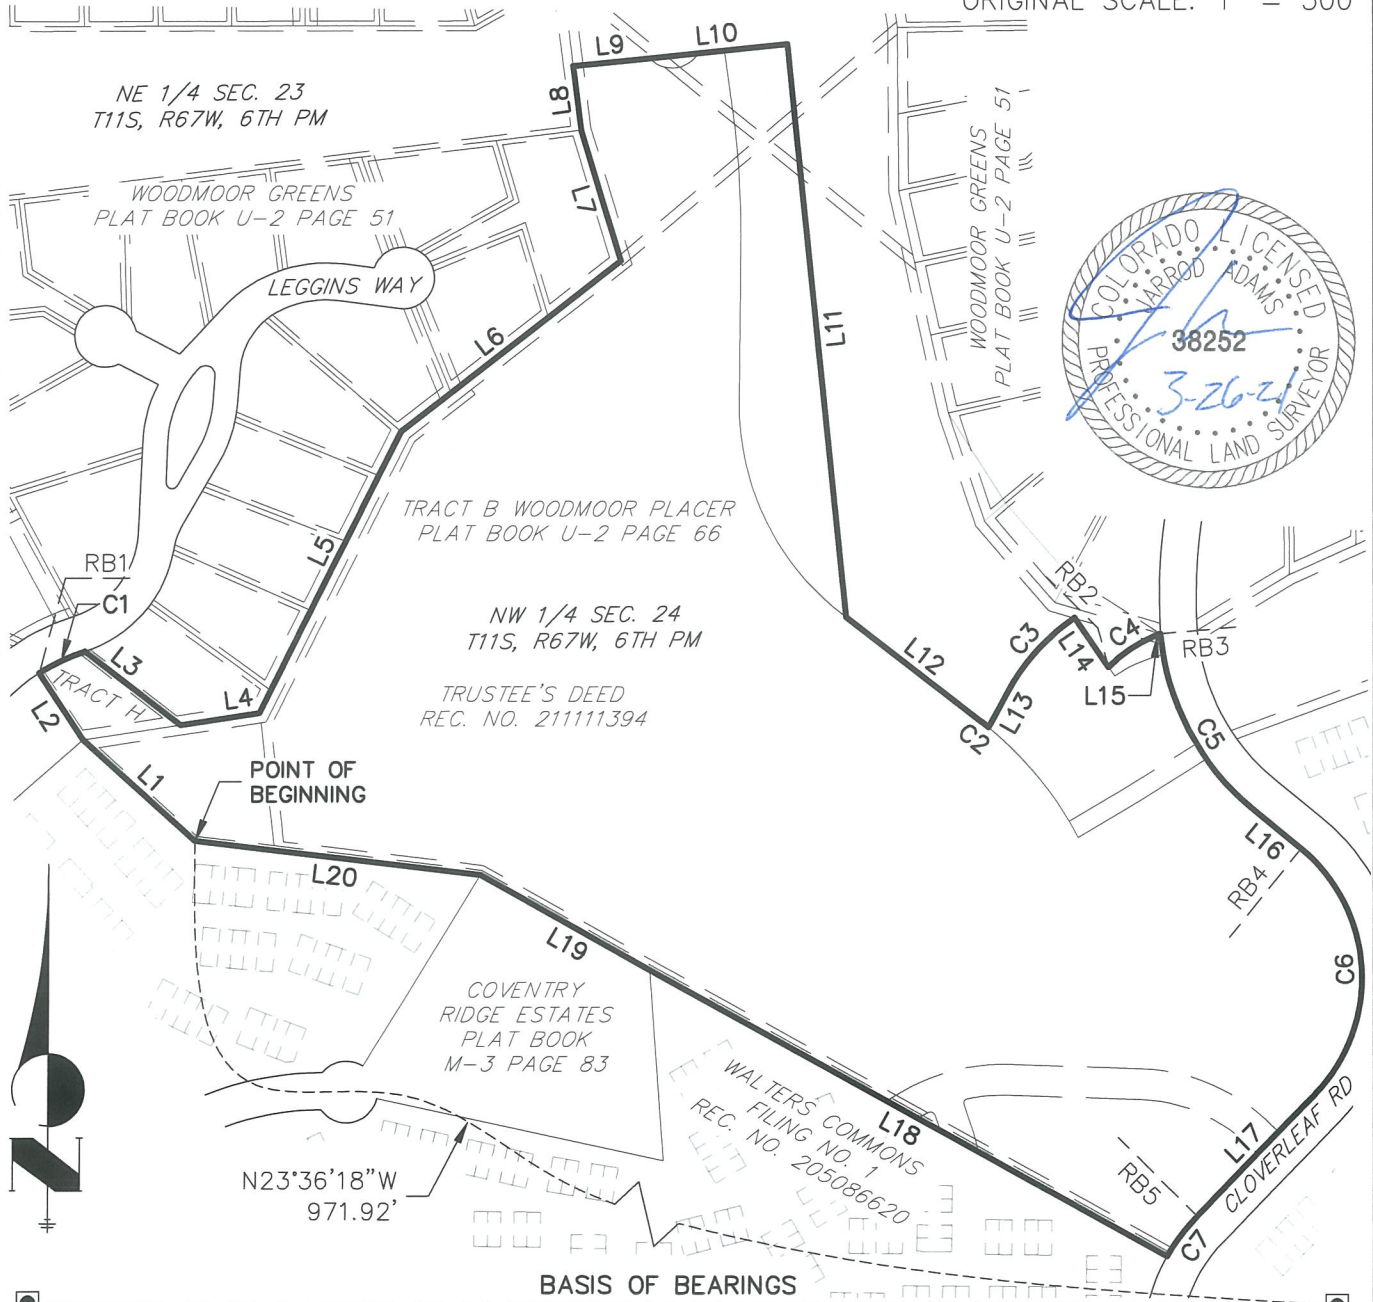 ORIGINAL SCALE: 1" = 300'
L9
L10
NE 1/4 SEC. 23
T11S, R67W, 6TH PM
L8
WOODMOOR GREENS
PLAT BOOK U-2 PAGE 51
L7
WOODMOOR GREENS
PLAT BOOK U-2 PAGE 51
COLORADO LICENSED
JARROD ADAMS
38252
3-26-21
PROFESSIONAL LAND SURVEYOR
LEGGINS WAY
L6
L11
TRACT B WOODMOOR PLACER
PLAT BOOK U-2 PAGE 66
L5
RB1
C1
NW 1/4 SEC. 24
T11S, R67W, 6TH PM
RB2
C3
C4
L14
RB3
L3
TRACT H
L4
L2
L12
L13
L15
C2
TRUSTEE'S DEED
REC. NO. 211111394
C5
L1
POINT OF
BEGINNING
L16
L20
RB4
L19
C6
COVENTRY
RIDGE ESTATES
PLAT BOOK
M-3 PAGE 83
WALTERS COMMONS
FILING NO. 1
REC. NO. 205086620
L18
L17
CLOVERLEAF RD
RB5
N23°36'18"W
971.92'
C7
N
BASIS OF BEARINGS